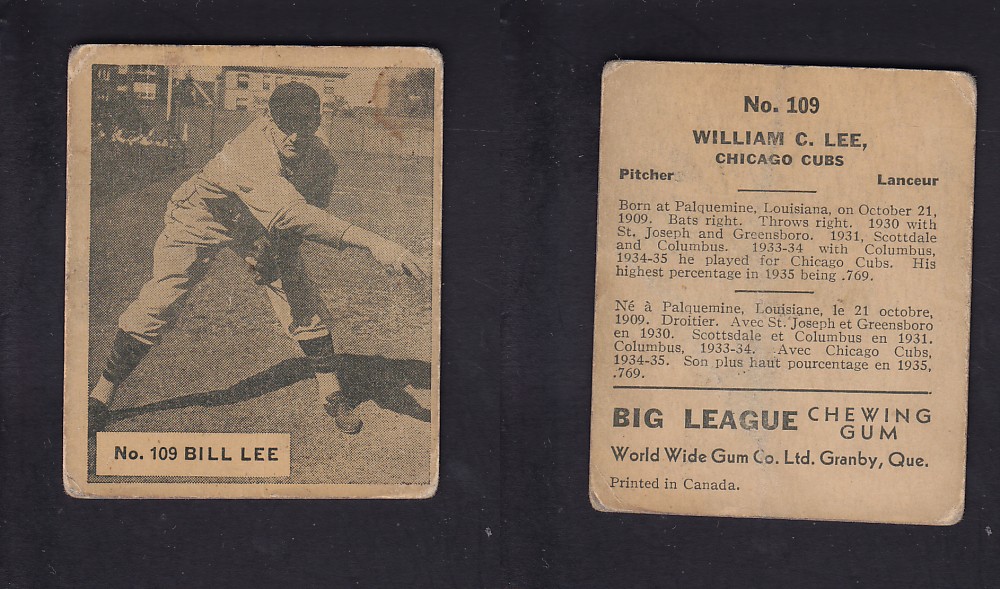 No. 109 BILL LEE
No. 109
WILLIAM C. LEE,
CHICAGO CUBS
Pitcher Lanceur
Born at Palquemine, Louisiana, on October 21,
1909. Bats right. Throws right. 1930 with
St. Joseph and Greensboro. 1931, Scottdale
and Columbus. 1933-34 with Columbus,
1934-35 he played for Chicago Cubs. His
highest percentage in 1935 being .769.
Né à Palquemine, Louisiane, le 21 octobre,
1909. Droitier. Avec St. Joseph et Greensboro
en 1930. Scottsdale et Columbus en 1931.
Columbus, 1933-34. Avec Chicago Cubs,
1934-35. Son plus haut pourcentage en 1935,
.769.
BIG LEAGUE CHEWING
GUM
World Wide Gum Co. Ltd. Granby, Que.
Printed in Canada.